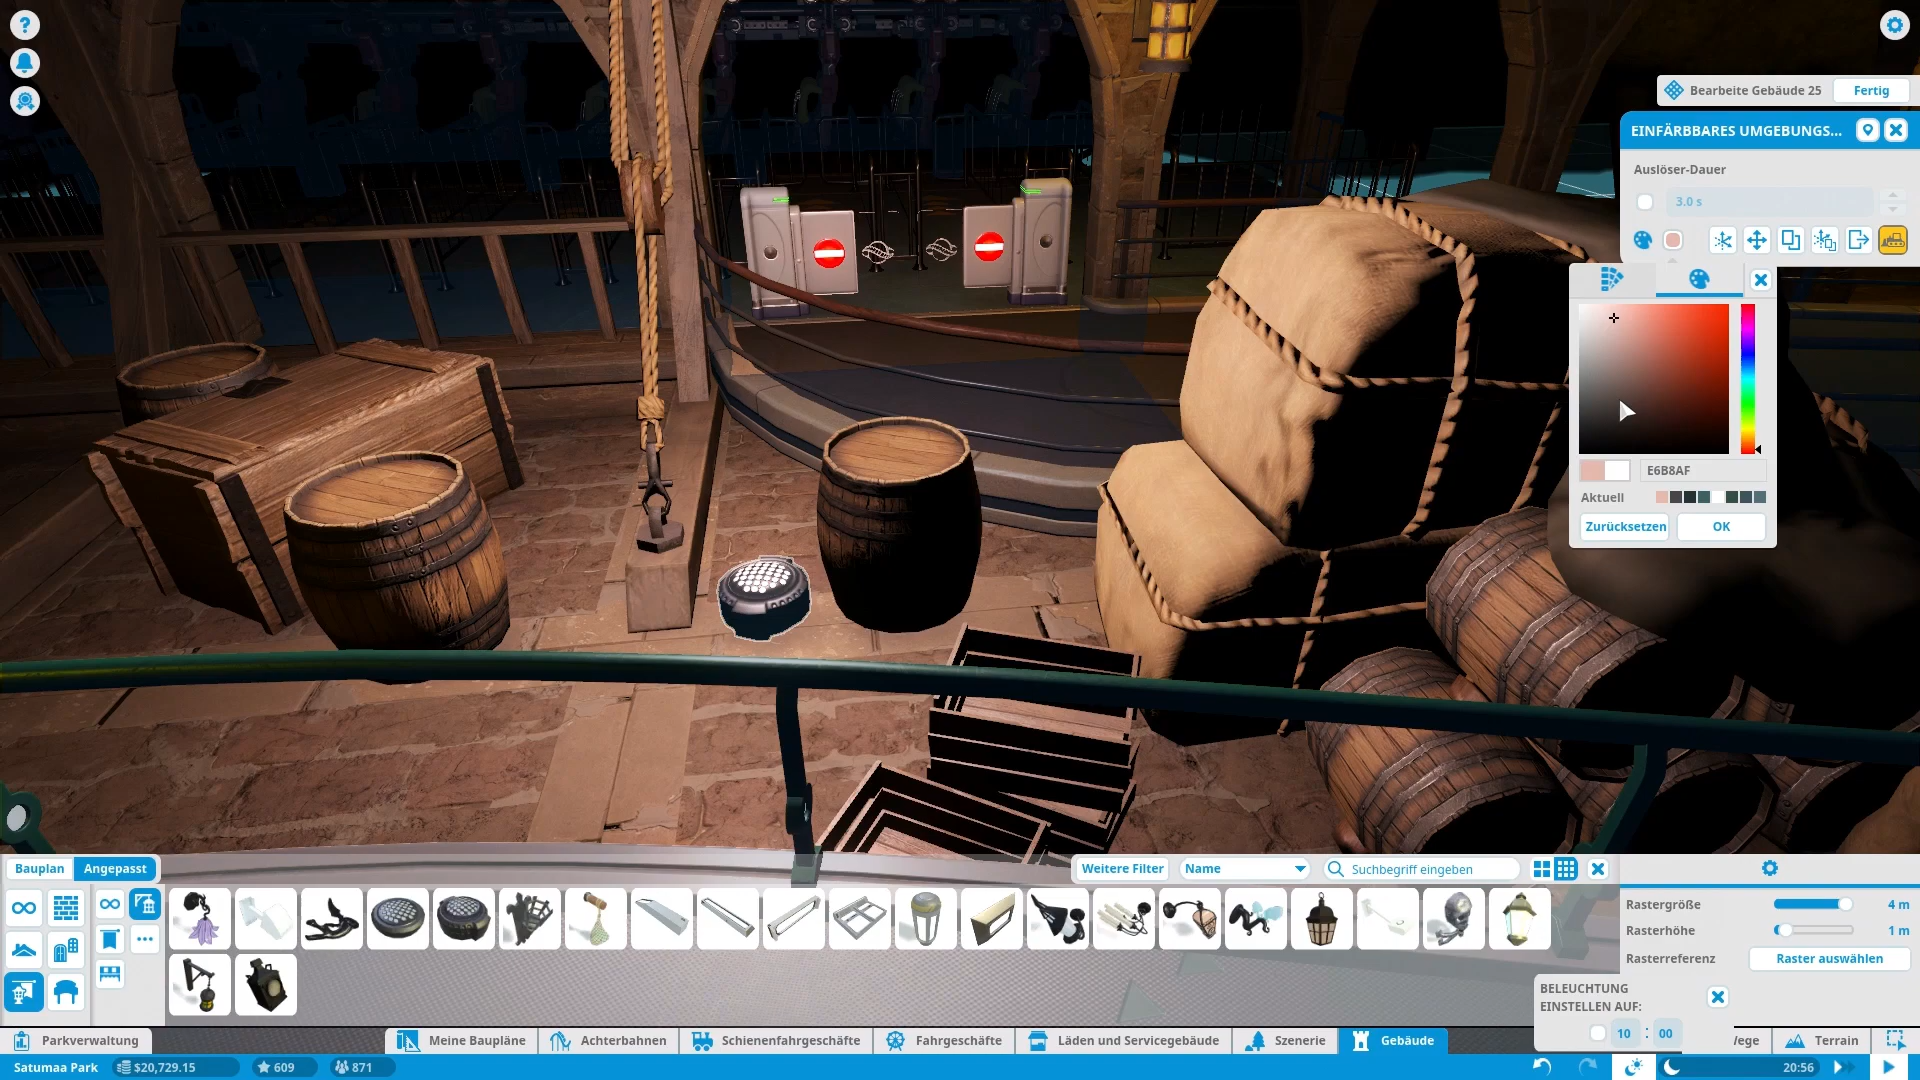 Bearbeite Gebäude 25
Fertig
EINFÄRBBARES UMGEBUNGS...
Auslöser-Dauer
3.0 s
E6B8AF
Aktuell
Zurücksetzen
OK
Bauplan
Angepasst
Weitere Filter
Name
Suchbegriff eingeben
Rastergröße
4 m
Rasterhöhe
1 m
Rasterreferenz
Raster auswählen
BELEUCHTUNG
EINSTELLEN AUF:
10 : 00
Parkverwaltung
Meine Baupläne
Achterbahnen
Schienenfahrgeschäfte
Fahrgeschäfte
Läden und Servicegebäude
Szenerie
Gebäude
Terrain
Satumaa Park
$20,729.15
609
871
20:56